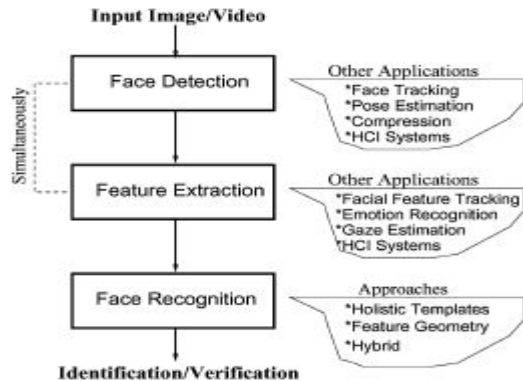 Input Image/Video
Face Detection
Other Applications
*Face Tracking
*Pose Estimation
*Compression
*HCI Systems
Simultaneously
Feature Extraction
Other Applications
*Facial Feature Tracking
*Emotion Recognition
*Gaze Estimation
*HCI Systems
Face Recognition
Approaches
*Holistic Templates
*Feature Geometry
*Hybrid
Identification/Verification